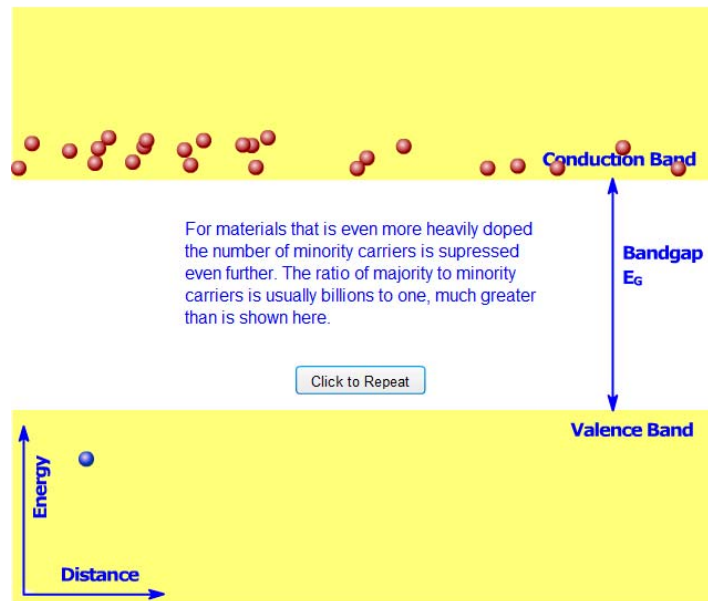 Conduction Band
For materials that is even more heavily doped
the number of minority carriers is supressed
even further. The ratio of majority to minority
carriers is usually billions to one, much greater
than is shown here.
Bandgap
EG
Click to Repeat
Valence Band
Energy
Distance